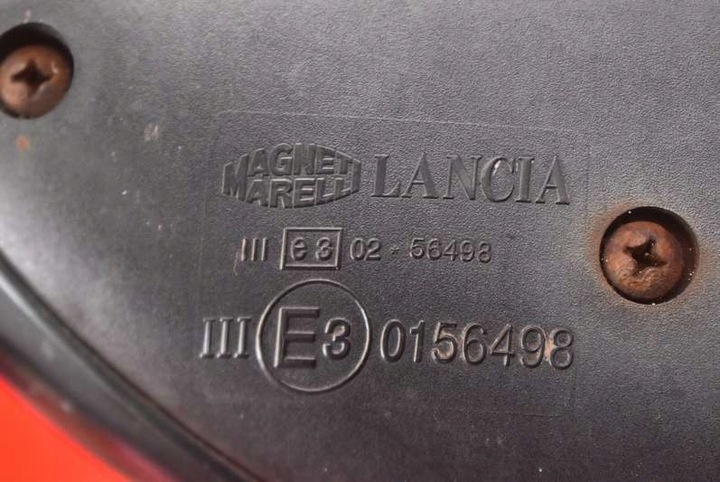 MAGNETI MARELLI LANCIA
III e3 02-56498
III E3 0156498